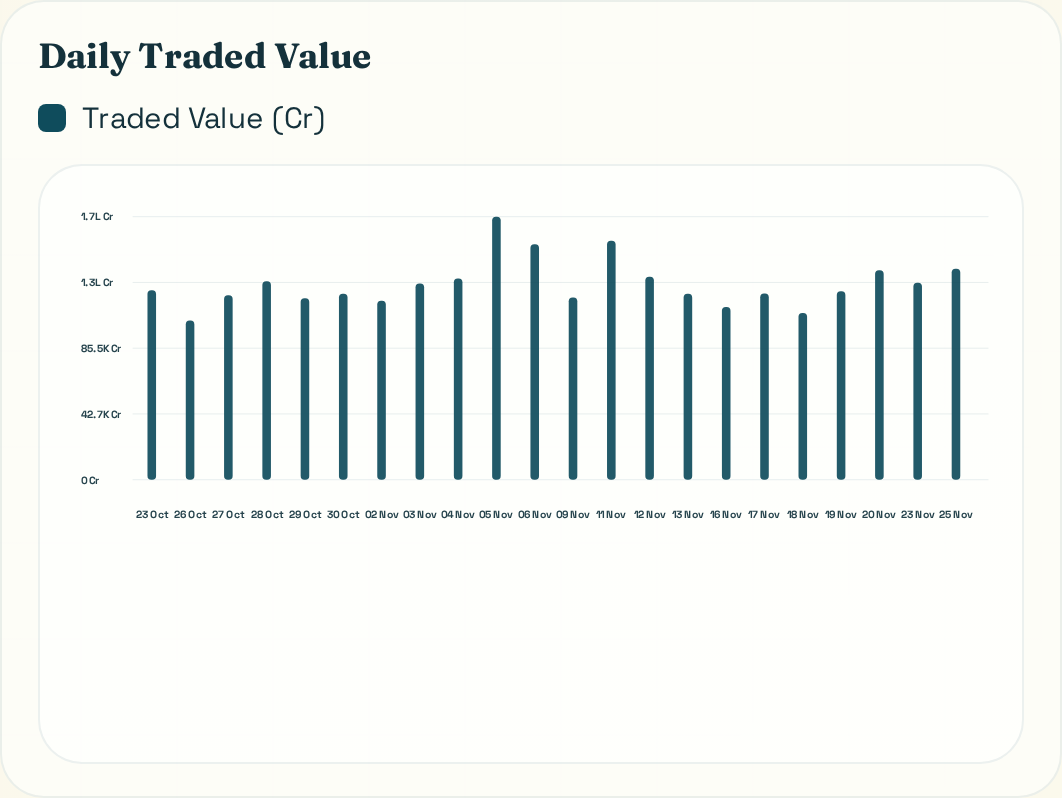 Daily Traded Value
Traded Value (Cr)
1.7L Cr
1.3L Cr
85.5K Cr
42.7K Cr
0 Cr
23 Oct 26 Oct 27 Oct 28 Oct 29 Oct 30 Oct 02 Nov 03 Nov 04 Nov 05 Nov 06 Nov 09 Nov 11 Nov 12 Nov 13 Nov 16 Nov 17 Nov 18 Nov 19 Nov 20 Nov 23 Nov 25 Nov